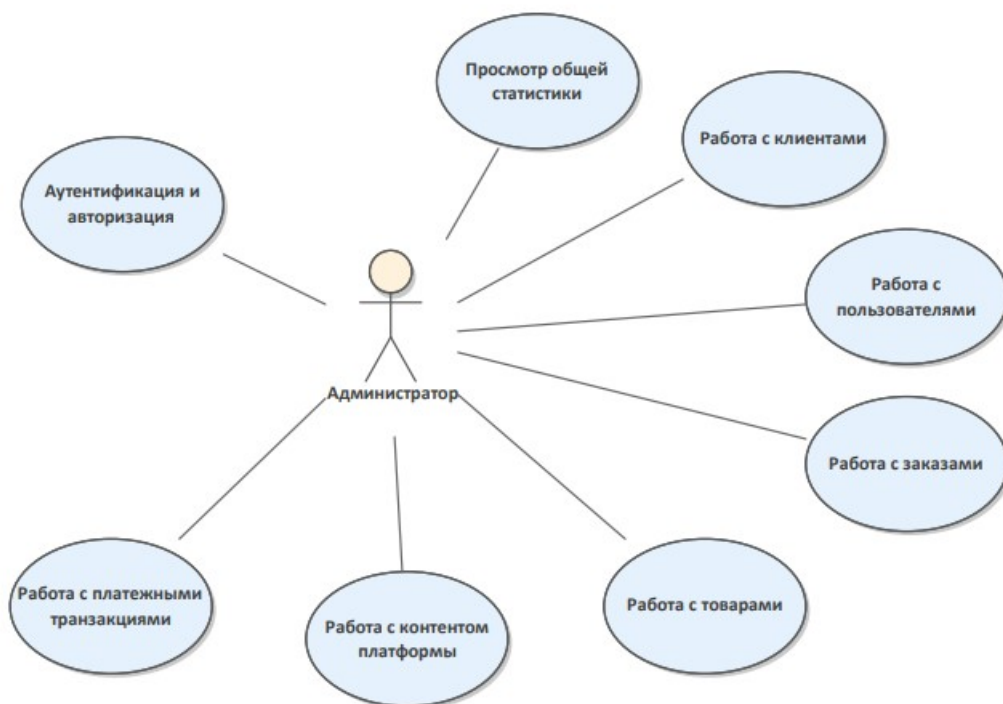 Просмотр общей
статистики
Работа с клиентами
Аутентификация и
авторизация
Работа с
пользователями
Администратор
Работа с заказами
Работа с платежными
транзакциями
Работа с контентом
платформы
Работа с товарами